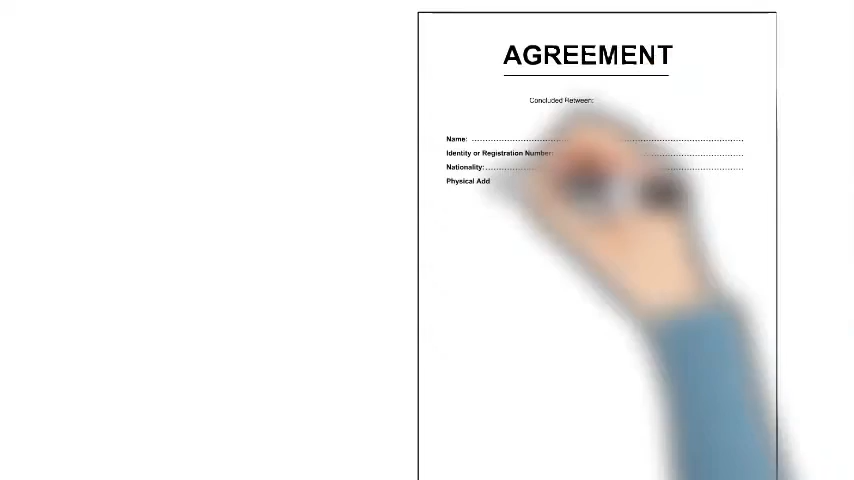 AGREEMENT
Concluded Between:
Name:
Identity or Registration Number:
Nationality:
Physical Add